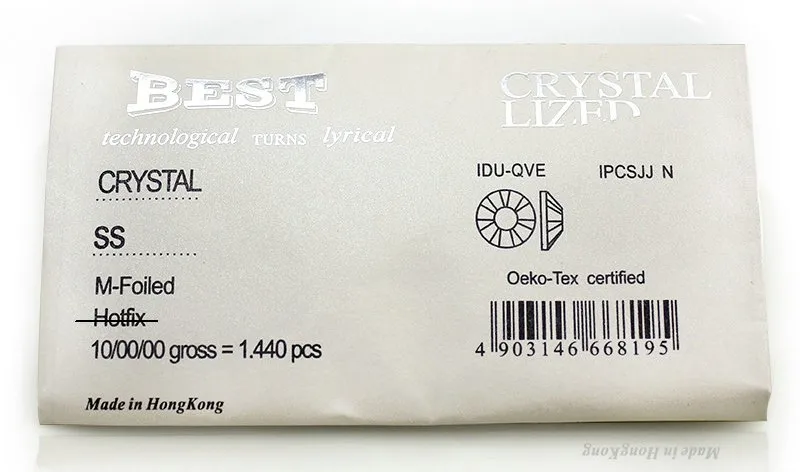 BEST
technological TURNS lyrical
CRYSTAL
LIZED
CRYSTAL
SS
M-Foiled
Hotfix
10/00/00 gross = 1.440 pcs
Made in HongKong
IDU-QVE IPCSJJ N
Oeko-Tex certified
4 903146 668195
Made in HongKong